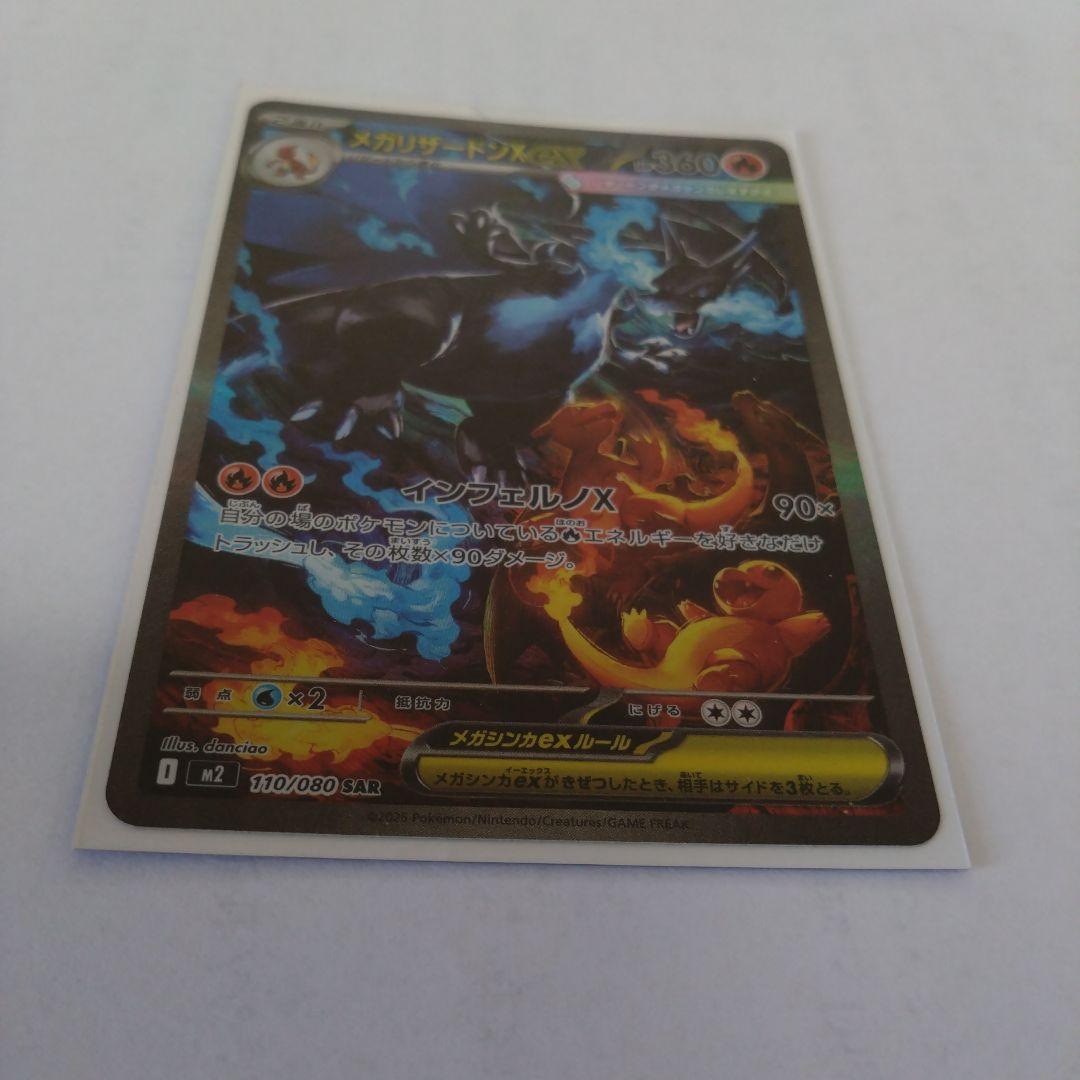 メガリザードンXex 360
インフェルノX 90×
自分の場のポケモンについているエネルギーを好きなだけ
トラッシュし、その枚数×90ダメージ。
弱点 ×2 抵抗力 にげる
メガシンカexルール
メガシンカexがきぜつしたとき、相手はサイドを3枚とる。
Illus. danciao
I M2 110/080 SAR
©2025 Pokémon/Nintendo/Creatures/GAME FREAK